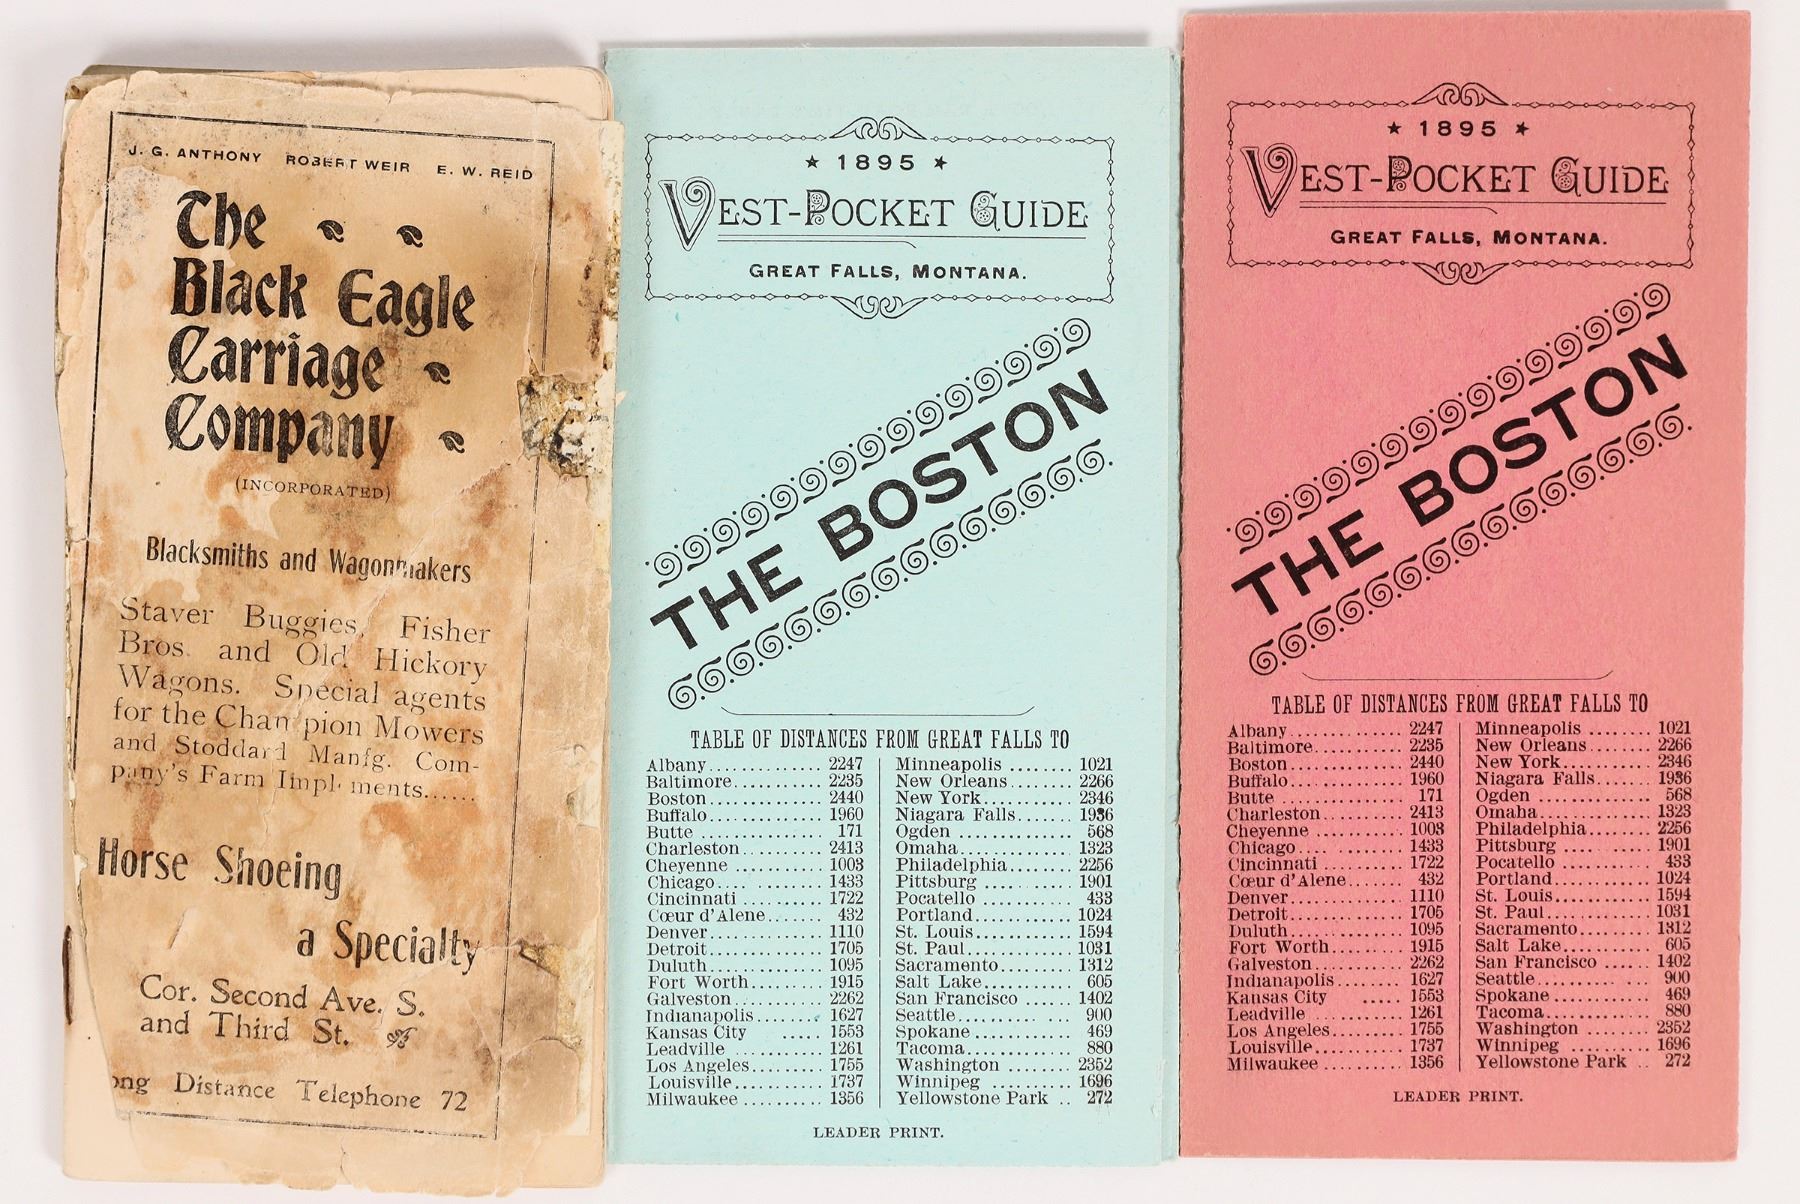 J. G. ANTHONY ROBERT WEIR E. W. REID
The
Black Eagle
Carriage
Company
(INCORPORATED)
Blacksmiths and Wagonmakers
Staver Buggies, Fisher
Bros. and Old Hickory
Wagons. Special agents
for the Champion Mowers
and Stoddard Manfg. Com-
pany's Farm Implements......
Horse Shoeing
a Specialty
Cor. Second Ave. S.
and Third St.
ong Distance Telephone 72
★ 1895 ★
VEST-POCKET GUIDE
GREAT FALLS, MONTANA.
THE BOSTON
TABLE OF DISTANCES FROM GREAT FALLS TO
Albany 2247
Baltimore 2235
Boston 2440
Buffalo 1960
Butte 171
Charleston 2413
Cheyenne 1003
Chicago 1433
Cincinnati 1722
Cœur d'Alene 432
Denver 1110
Detroit 1705
Duluth 1095
Fort Worth 1915
Galveston 2262
Indianapolis 1627
Kansas City 1553
Leadville 1261
Los Angeles 1755
Louisville 1737
Milwaukee 1356
Minneapolis 1021
New Orleans 2266
New York 2346
Niagara Falls 1936
Ogden 568
Omaha 1323
Philadelphia 2256
Pittsburg 1901
Pocatello 433
Portland 1024
St. Louis 1594
St. Paul 1031
Sacramento 1312
Salt Lake 605
San Francisco 1402
Seattle 900
Spokane 469
Tacoma 880
Washington 2352
Winnipeg 1696
Yellowstone Park 272
LEADER PRINT.
★ 1895 ★
VEST-POCKET GUIDE
GREAT FALLS, MONTANA.
THE BOSTON
TABLE OF DISTANCES FROM GREAT FALLS TO
Albany 2247
Baltimore 2235
Boston 2440
Buffalo 1960
Butte 171
Charleston 2413
Cheyenne 1003
Chicago 1433
Cincinnati 1722
Cœur d'Alene 432
Denver 1110
Detroit 1705
Duluth 1095
Fort Worth 1915
Galveston 2262
Indianapolis 1627
Kansas City 1553
Leadville 1261
Los Angeles 1755
Louisville 1737
Milwaukee 1356
Minneapolis 1021
New Orleans 2266
New York 2346
Niagara Falls 1936
Ogden 568
Omaha 1323
Philadelphia 2256
Pittsburg 1901
Pocatello 433
Portland 1024
St. Louis 1594
St. Paul 1031
Sacramento 1312
Salt Lake 605
San Francisco 1402
Seattle 900
Spokane 469
Tacoma 880
Washington 2352
Winnipeg 1696
Yellowstone Park 272
LEADER PRINT.